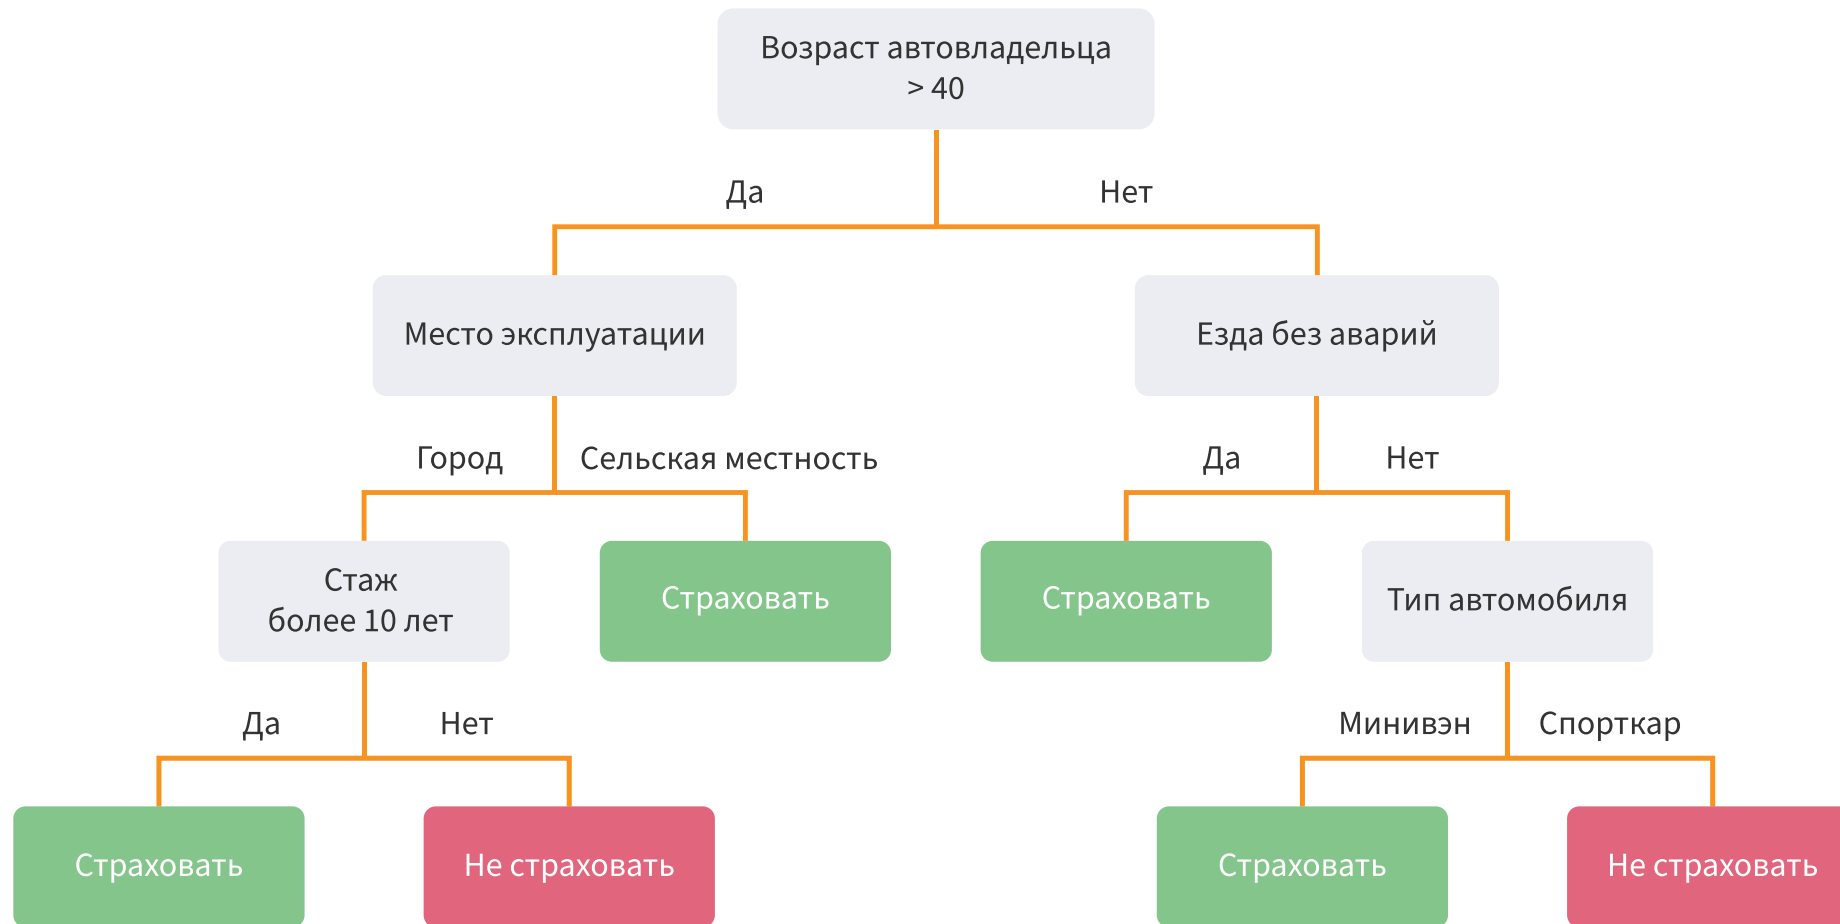 Возраст автовладельца
> 40
Да
Нет
Место эксплуатации
Езда без аварий
Город
Сельская местность
Да
Нет
Стаж
более 10 лет
Страховать
Страховать
Тип автомобиля
Да
Нет
Минивэн
Спорткар
Страховать
Не страховать
Страховать
Не страховать